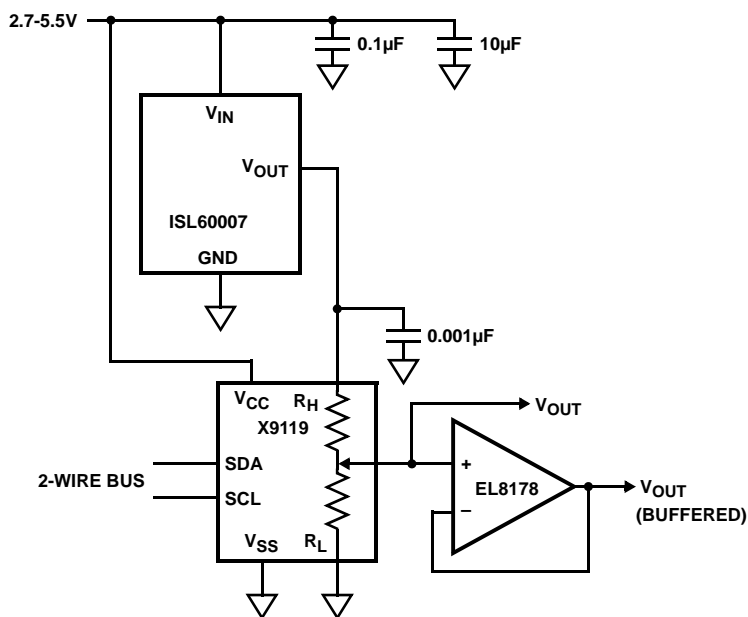 2.7-5.5V
0.1µF
10µF
VIN
VOUT
ISL60007
GND
0.001µF
VCC
RH
X9119
VOUT
SDA
2-WIRE BUS
SCL
+
EL8178
−
VOUT
(BUFFERED)
VSS
RL